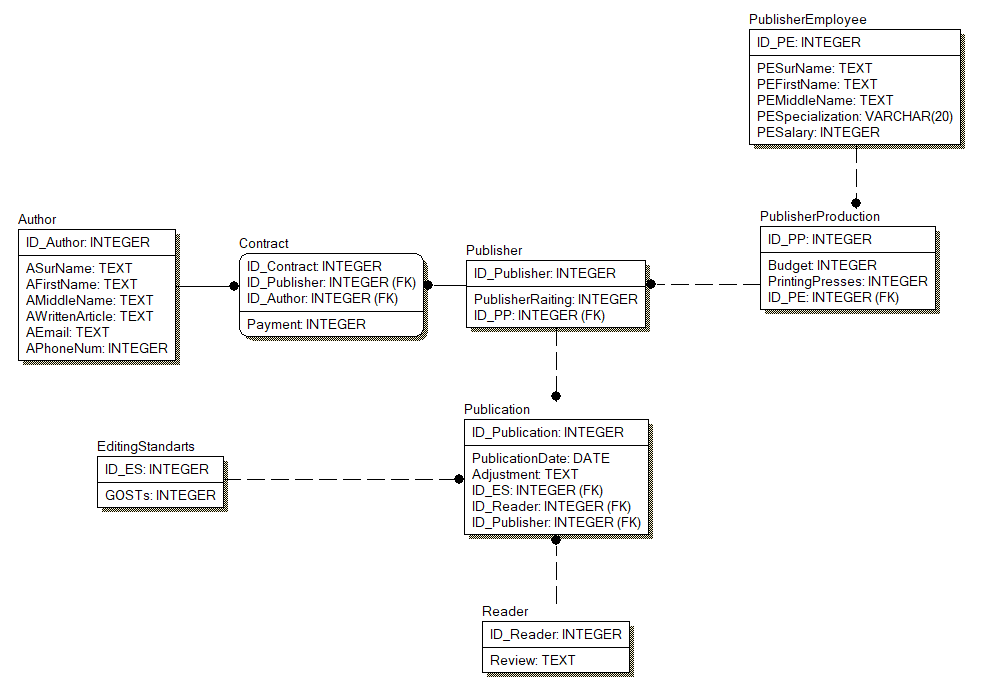 PublisherEmployee
ID_PE: INTEGER
PESurName: TEXT
PEFirstName: TEXT
PEMiddleName: TEXT
PESpecialization: VARCHAR(20)
PESalary: INTEGER
Author
ID_Author: INTEGER
ASurName: TEXT
AFirstName: TEXT
AMiddleName: TEXT
AWrittenArticle: TEXT
AEmail: TEXT
APhoneNum: INTEGER
Contract
ID_Contract: INTEGER
ID_Publisher: INTEGER (FK)
ID_Author: INTEGER (FK)
Payment: INTEGER
Publisher
ID_Publisher: INTEGER
PublisherRaiting: INTEGER
ID_PP: INTEGER (FK)
PublisherProduction
ID_PP: INTEGER
Budget: INTEGER
PrintingPresses: INTEGER
ID_PE: INTEGER (FK)
EditingStandarts
ID_ES: INTEGER
GOSTs: INTEGER
Publication
ID_Publication: INTEGER
PublicationDate: DATE
Adjustment: TEXT
ID_ES: INTEGER (FK)
ID_Reader: INTEGER (FK)
ID_Publisher: INTEGER (FK)
Reader
ID_Reader: INTEGER
Review: TEXT